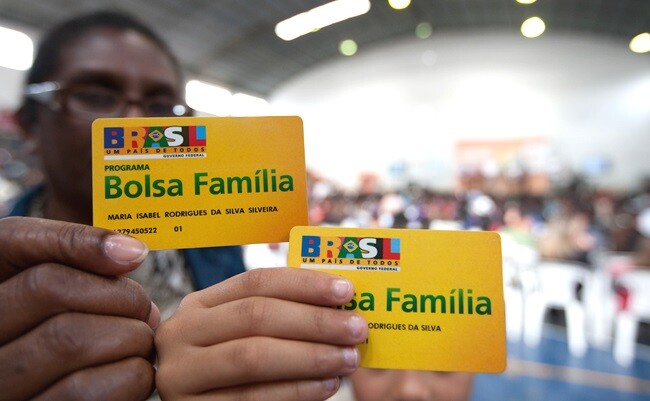 BRASIL
UM PAÍS DE TODOS
GOVERNO FEDERAL
PROGRAMA
Bolsa Família
MARIA ISABEL RODRIGUES DA SILVA SILVEIRA
6279450522 01
BRASIL
UM PAÍS DE TODOS
GOVERNO FEDERAL
sa Família
RODRIGUES DA SILVA